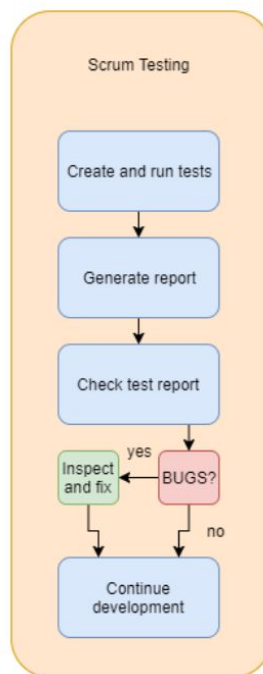 Scrum Testing
Create and run tests
Generate report
Check test report
yes
Inspect
and fix
BUGS?
no
Continue
development